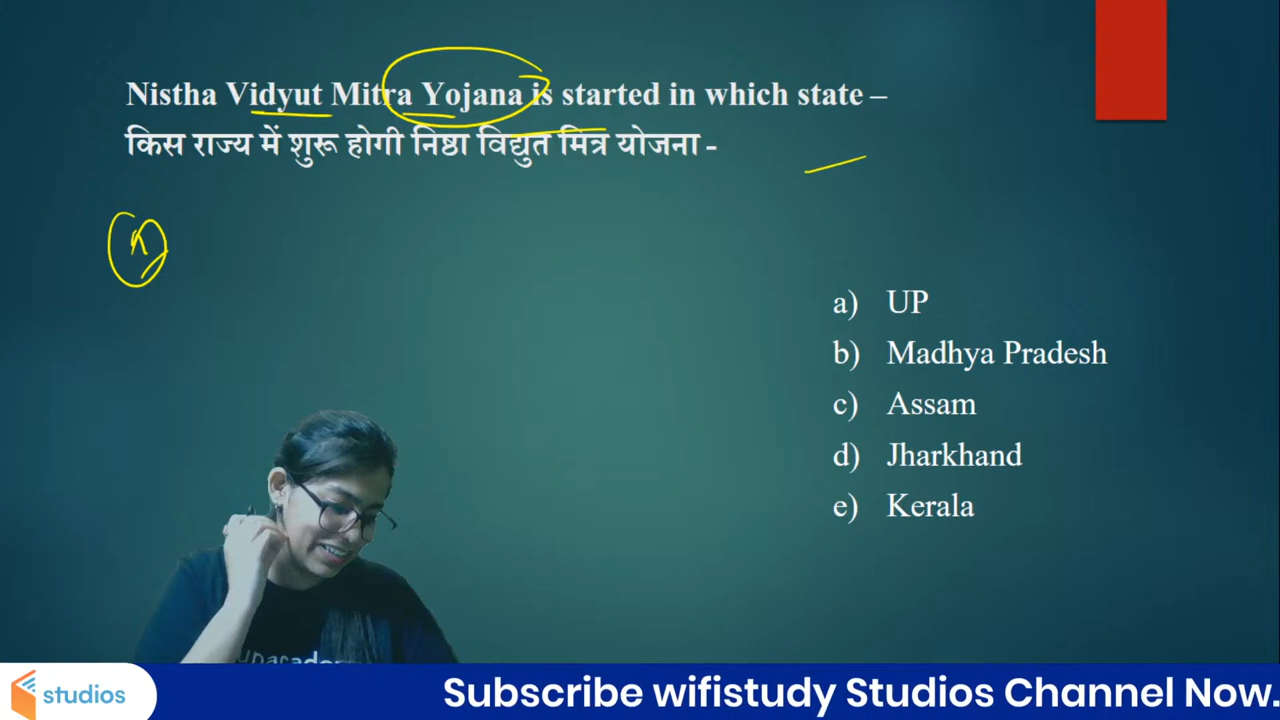 Nistha Vidyut Mitra Yojana is started in which state –
किस राज्य में शुरू होगी निष्ठा विद्युत मित्र योजना -
a) UP
b) Madhya Pradesh
c) Assam
d) Jharkhand
e) Kerala
unacademy
studios
Subscribe wifistudy Studios Channel Now.